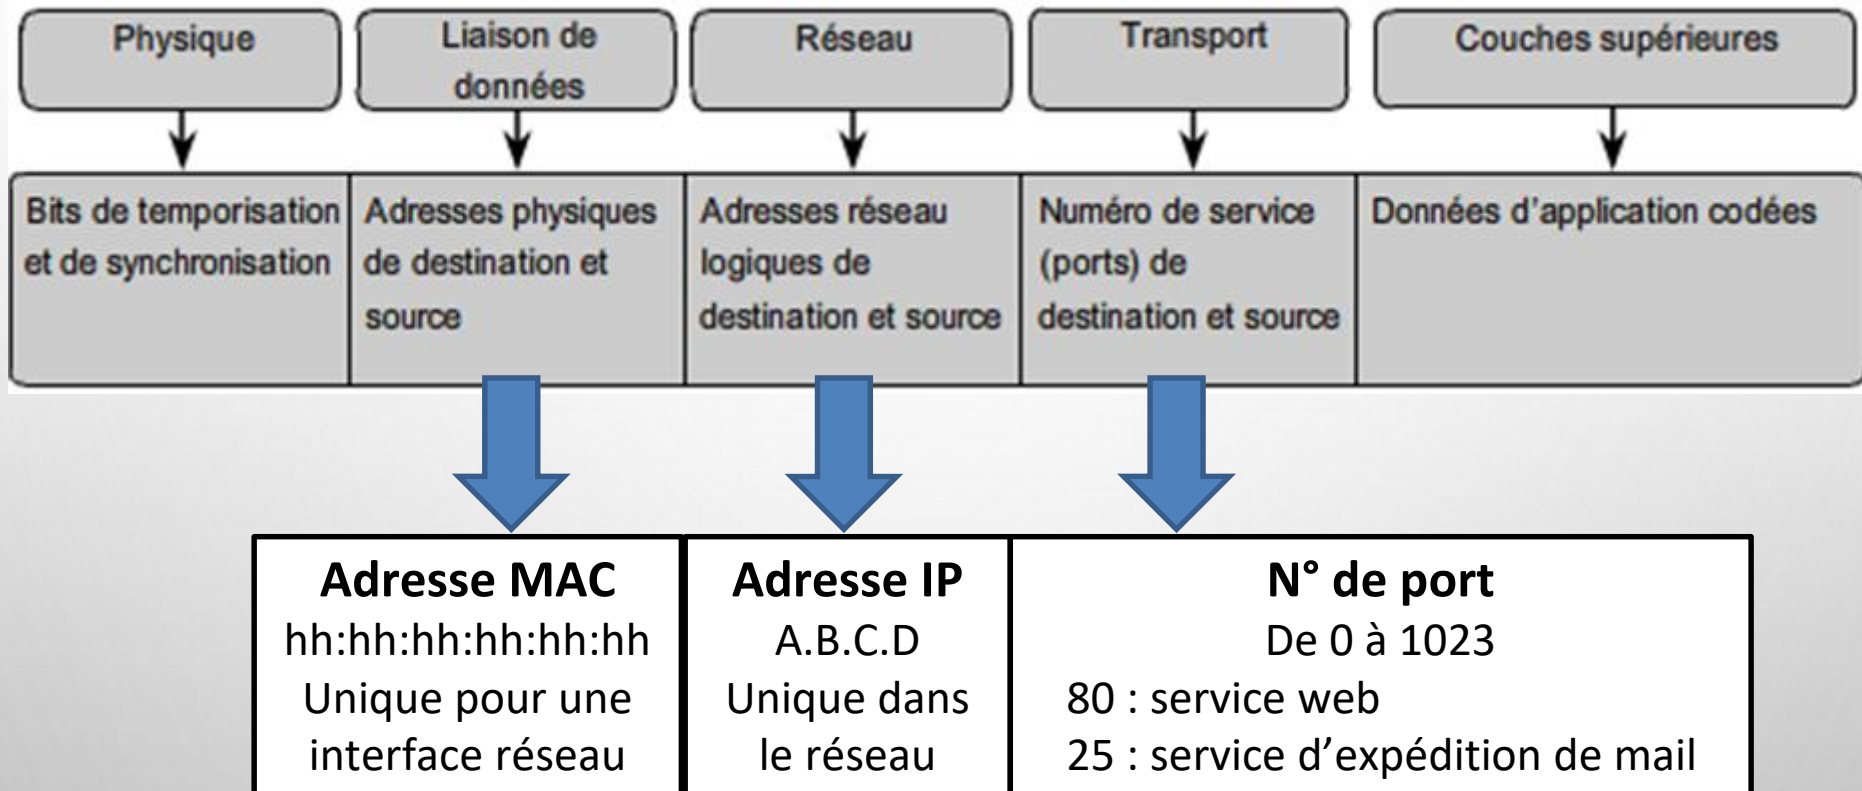 Physique
Liaison de
données
Réseau
Transport
Couches supérieures
Bits de temporisation
et de synchronisation
Adresses physiques
de destination et
source
Adresses réseau
logiques de
destination et source
Numéro de service
(ports) de
destination et source
Données d'application codées
Adresse MAC
hh:hh:hh:hh:hh:hh
Unique pour une
interface réseau
Adresse IP
A.B.C.D
Unique dans
le réseau
N° de port
De 0 à 1023
80 : service web
25 : service d'expédition de mail